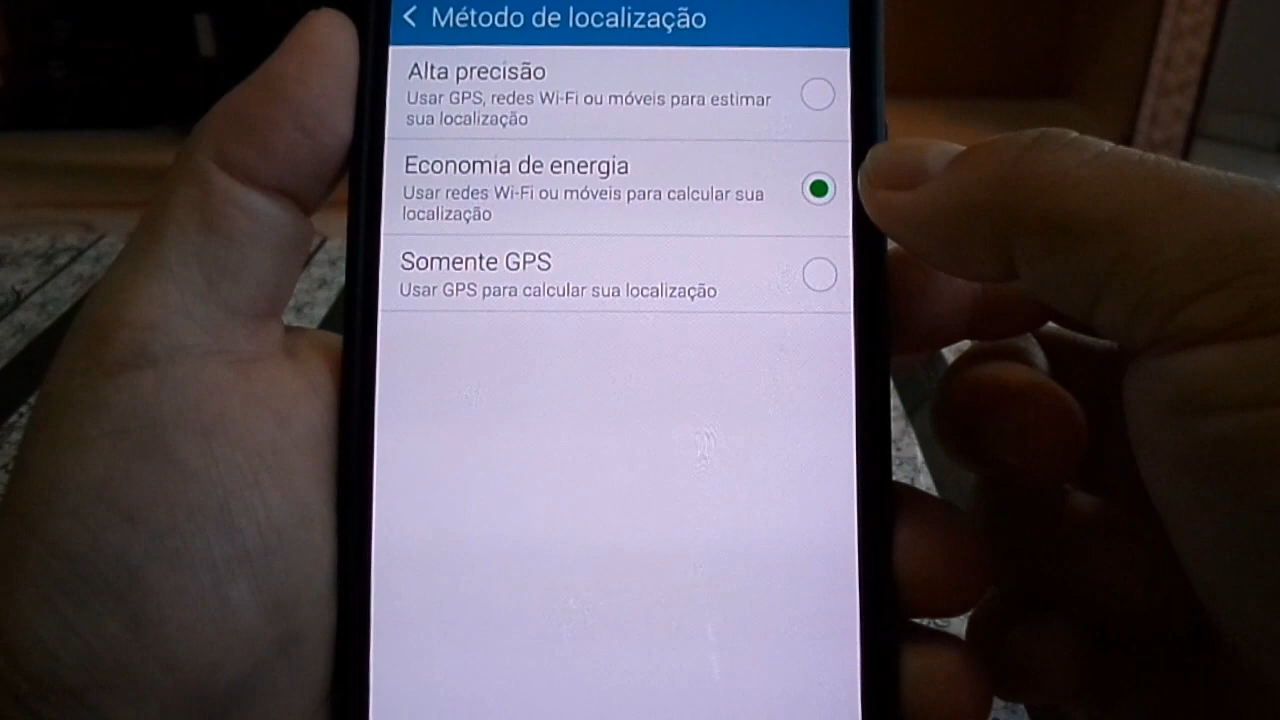 Método de localização
Alta precisão
Usar GPS, redes Wi-Fi ou móveis para estimar
sua localização
Economia de energia
Usar redes Wi-Fi ou móveis para calcular sua
localização
Somente GPS
Usar GPS para calcular sua localização